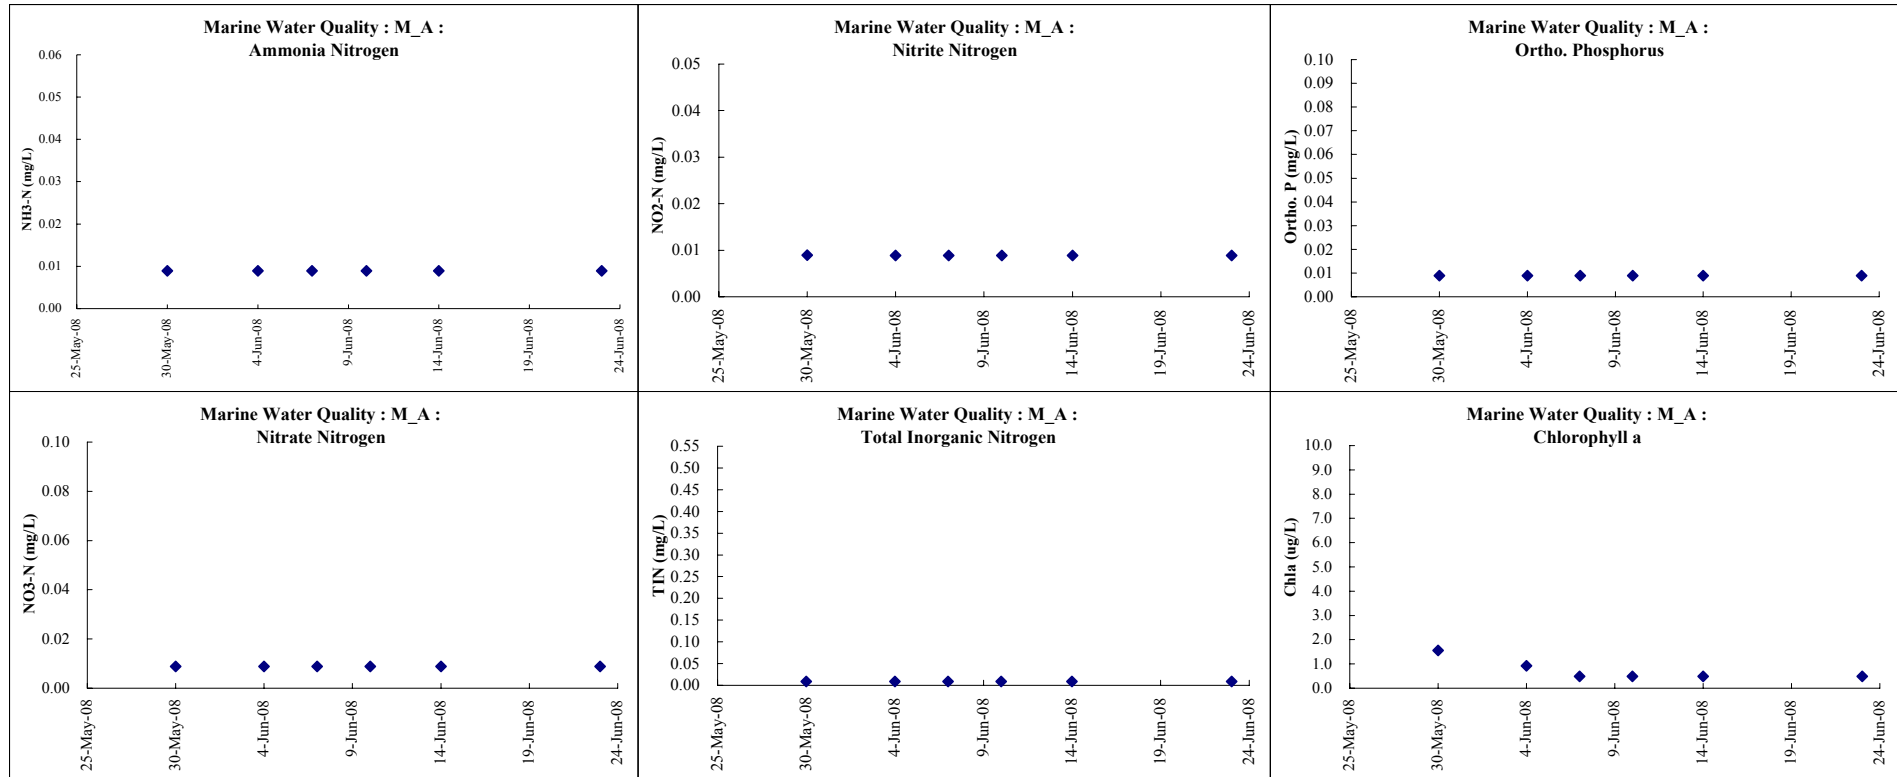 Marine Water Quality : M_A :
Ammonia Nitrogen
0.06
0.05
0.04
0.03
0.02
0.01
0.00
NH3-N (mg/L)
25-May-08
30-May-08
4-Jun-08
9-Jun-08
14-Jun-08
19-Jun-08
24-Jun-08
Marine Water Quality : M_A :
Nitrite Nitrogen
0.05
0.04
0.03
0.02
0.01
0.00
NO2-N (mg/L)
25-May-08
30-May-08
4-Jun-08
9-Jun-08
14-Jun-08
19-Jun-08
24-Jun-08
Marine Water Quality : M_A :
Ortho. Phosphorus
0.10
0.09
0.08
0.07
0.06
0.05
0.04
0.03
0.02
0.01
0.00
Ortho. P (mg/L)
25-May-08
30-May-08
4-Jun-08
9-Jun-08
14-Jun-08
19-Jun-08
24-Jun-08
Marine Water Quality : M_A :
Nitrate Nitrogen
0.10
0.08
0.06
0.04
0.02
0.00
NO3-N (mg/L)
25-May-08
30-May-08
4-Jun-08
9-Jun-08
14-Jun-08
19-Jun-08
24-Jun-08
Marine Water Quality : M_A :
Total Inorganic Nitrogen
0.55
0.50
0.45
0.40
0.35
0.30
0.25
0.20
0.15
0.10
0.05
0.00
TIN (mg/L)
25-May-08
30-May-08
4-Jun-08
9-Jun-08
14-Jun-08
19-Jun-08
24-Jun-08
Marine Water Quality : M_A :
Chlorophyll a
10.0
9.0
8.0
7.0
6.0
5.0
4.0
3.0
2.0
1.0
0.0
Chla (ug/L)
25-May-08
30-May-08
4-Jun-08
9-Jun-08
14-Jun-08
19-Jun-08
24-Jun-08